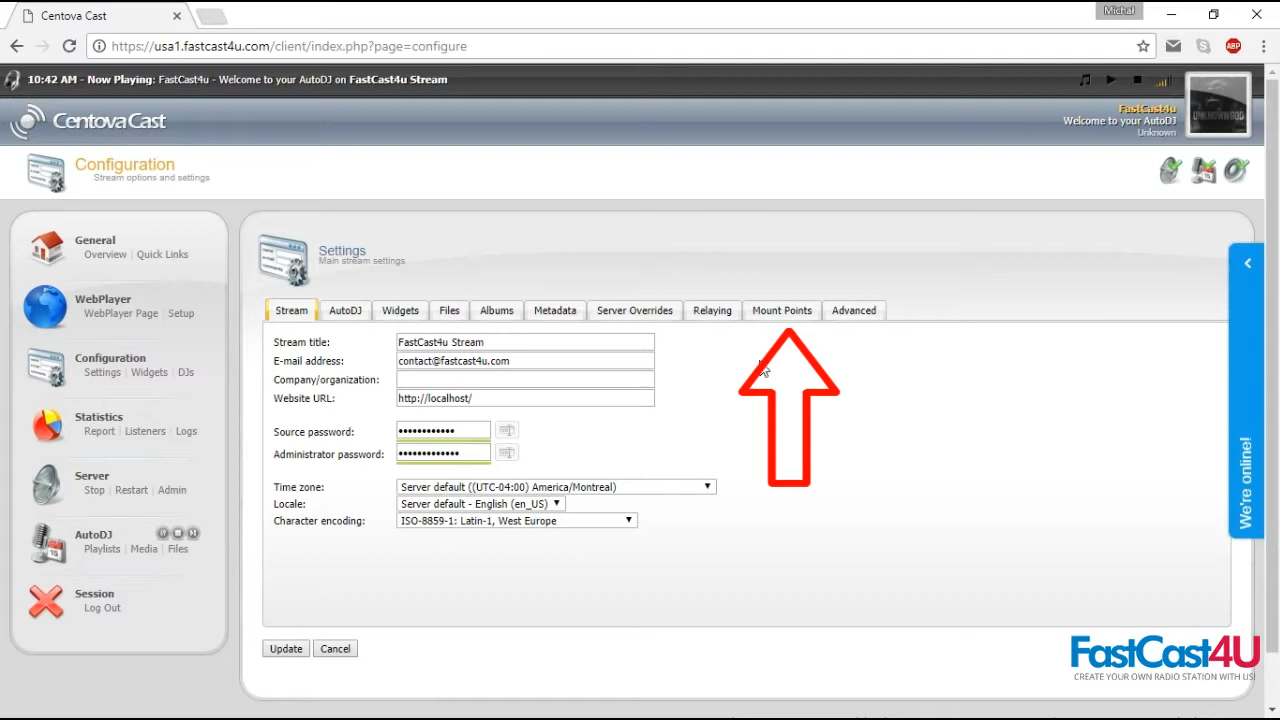 Centova Cast
Michał
https://usa1.fastcast4u.com/client/index.php?page=configure
ABP
10:42 AM - Now Playing: FastCast4u - Welcome to your AutoDJ on FastCast4u Stream
CentovaCast
FastCast4u
Welcome to your AutoDJ
Unknown
Configuration
Stream options and settings
General
Overview | Quick Links
WebPlayer
WebPlayer Page | Setup
Configuration
Settings | Widgets | DJs
Statistics
Report | Listeners | Logs
Server
Stop | Restart | Admin
AutoDJ
Playlists | Media | Files
Session
Log Out
Settings
Main stream settings.
Stream AutoDJ Widgets Files Albums Metadata Server Overrides Relaying Mount Points Advanced
Stream title: FastCast4u Stream
E-mail address: contact@fastcast4u.com
Company/organization:
Website URL: http://localhost/
Source password: ••••••••••••
Administrator password: •••••••••••••
Time zone: Server default ((UTC-04:00) America/Montreal)
Locale: Server default - English (en_US)
Character encoding: ISO-8859-1: Latin-1, West Europe
Update Cancel
We're online!
FastCast4U
CREATE YOUR OWN RADIO STATION WITH US!